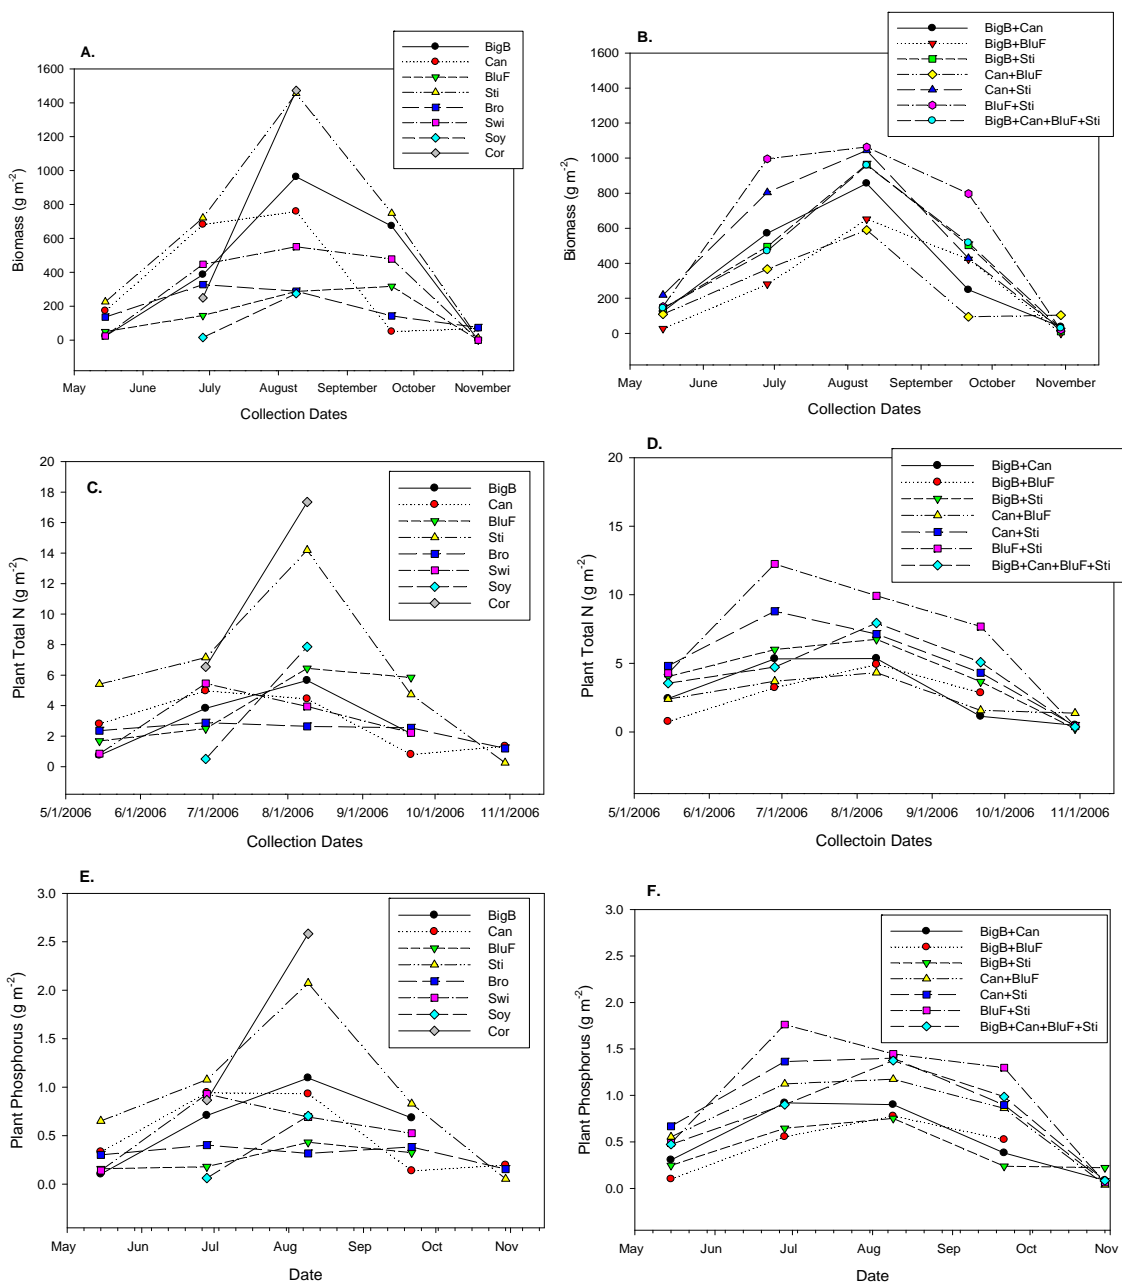 A.
BigB
Can
BluF
Sti
Bro
Swi
Soy
Cor
1600
1400
1200
1000
800
600
400
200
0
Biomass (g m-2)
May June July August September October November
Collection Dates
B.
BigB+Can
BigB+BluF
BigB+Sti
Can+BluF
Can+Sti
BluF+Sti
BigB+Can+BluF+Sti
1600
1400
1200
1000
800
600
400
200
0
Biomass (g m-2)
May June July August September October November
Collection Dates
C.
BigB
Can
BluF
Sti
Bro
Swi
Soy
Cor
20
18
16
14
12
10
8
6
4
2
0
Plant Total N (g m-2)
5/1/2006 6/1/2006 7/1/2006 8/1/2006 9/1/2006 10/1/2006 11/1/2006
Collection Dates
D.
BigB+Can
BigB+BluF
BigB+Sti
Can+BluF
Can+Sti
BluF+Sti
BigB+Can+BluF+Sti
20
15
10
5
0
Plant Total N (g m-2)
5/1/2006 6/1/2006 7/1/2006 8/1/2006 9/1/2006 10/1/2006 11/1/2006
Collectoin Dates
E.
BigB
Can
BluF
Sti
Bro
Swi
Soy
Cor
3.0
2.5
2.0
1.5
1.0
0.5
0.0
Plant Phosphorus (g m-2)
May Jun Jul Aug Sep Oct Nov
Date
F.
BigB+Can
BigB+BluF
BigB+Sti
Can+BluF
Can+Sti
BluF+Sti
BigB+Can+BluF+Sti
3.0
2.5
2.0
1.5
1.0
0.5
0.0
Plant Phosphorus (g m-2)
May Jun Jul Aug Sep Oct Nov
Date